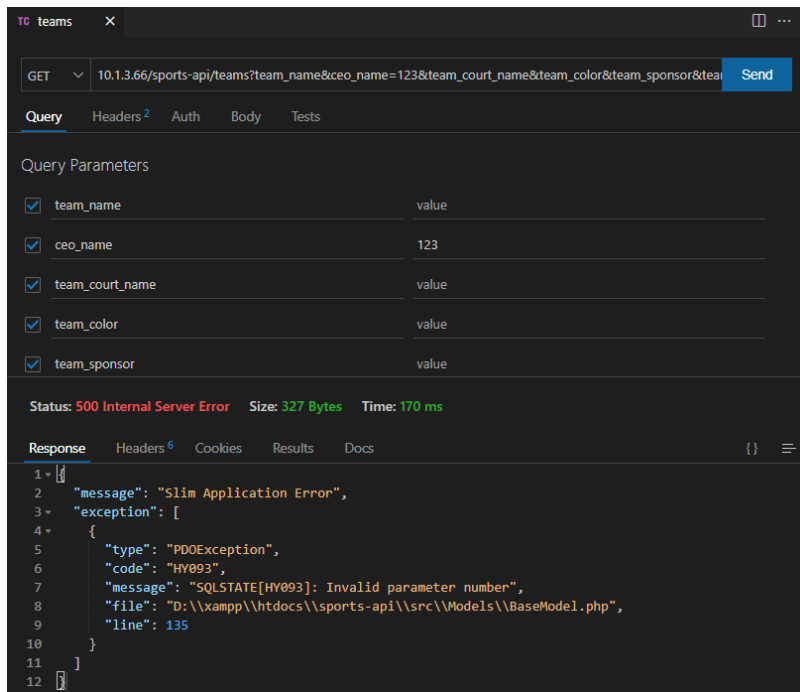 TC teams ×
GET 10.1.3.66/sports-api/teams?team_name&ceo_name=123&team_court_name&team_color&team_sponsor&tea Send
Query Headers 2 Auth Body Tests
Query Parameters
team_name value
ceo_name 123
team_court_name value
team_color value
team_sponsor value
Status: 500 Internal Server Error Size: 327 Bytes Time: 170 ms
Response Headers 6 Cookies Results Docs {}
1 {
2 "message": "Slim Application Error",
3 "exception": [
4 {
5 "type": "PDOException",
6 "code": "HY093",
7 "message": "SQLSTATE[HY093]: Invalid parameter number",
8 "file": "D:\\xampp\\htdocs\\sports-api\\src\\Models\\BaseModel.php",
9 "line": 135
10 }
11 ]
12 }